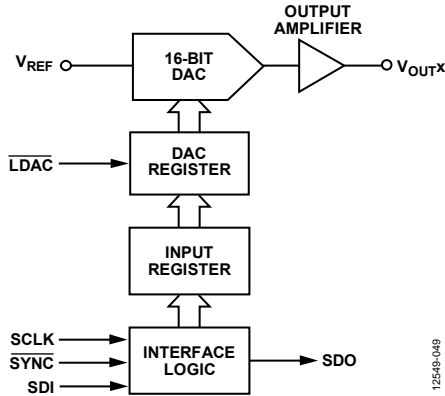 OUTPUT
AMPLIFIER
VREF
16-BIT
DAC
VOUTx
LDAC
DAC
REGISTER
INPUT
REGISTER
SCLK
SYNC
SDI
INTERFACE
LOGIC
SDO
12549-049